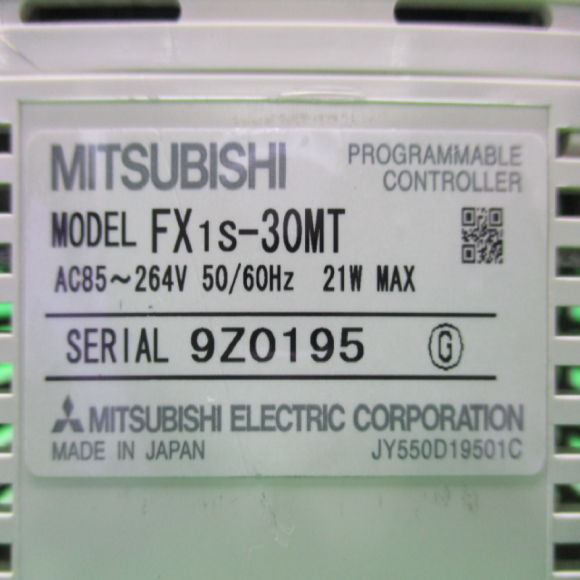 MITSUBISHI PROGRAMMABLE CONTROLLER
MODEL FX1S-30MT
AC85~264V 50/60Hz 21W MAX
SERIAL 9Z0195 G
MITSUBISHI ELECTRIC CORPORATION
MADE IN JAPAN JY550D19501C